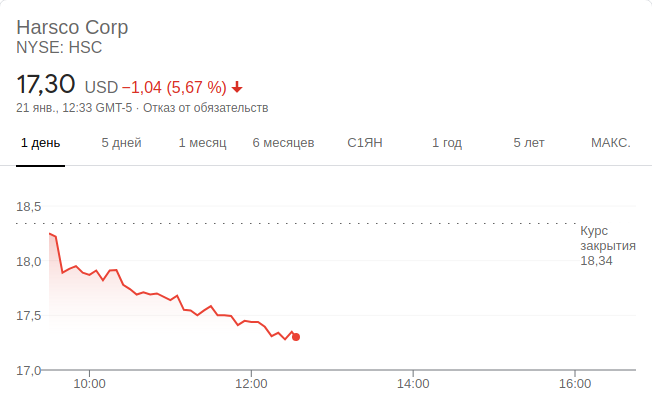 Harsco Corp
NYSE: HSC
17,30 USD −1,04 (5,67 %)
21 янв., 12:33 GMT-5 · Отказ от обязательств
1 день 5 дней 1 месяц 6 месяцев С1ЯН 1 год 5 лет МАКС.
18,5
Курс
закрытия
18,34
18,0
17,5
17,0
10:00 12:00 14:00 16:00